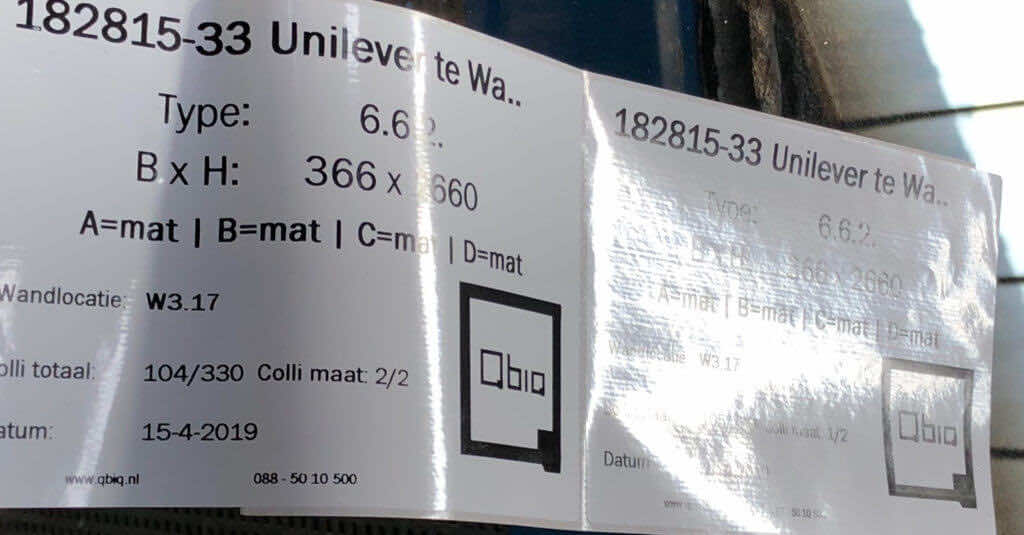 182815-33 Unilever te Wa..
Type: 6.6.2.
B x H: 366 x 2660
A=mat | B=mat | C=mat | D=mat
Wandlocatie: W3.17
olli totaal: 104/330 Colli maat: 2/2
atum: 15-4-2019
www.qbiq.nl 088 - 50 10 500
Qbiq
182815-33 Unilever te Wa..
Type: 6.6.2.
B x H: 366 x 2660
A=mat | B=mat | C=mat | D=mat
Wandlocatie W3.17
Colli maat: 1/2
Datum
Qbiq